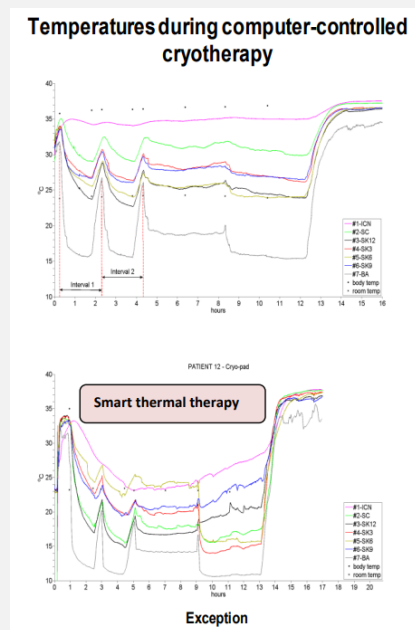 Temperatures during computer-controlled
cryotherapy
40
35
30
25
20
15
10
°C
Interval 1
Interval 2
0 1 2 3 4 5 6 7 8 9 10 11 12 13 14 15 16
hours
#1-ICN
#2-SC
#3-SK12
#4-SK3
#5-SK6
#6-SK9
#7-BA
body temp
room temp
PATIENT 12 - Cryo-pad
Smart thermal therapy
40
35
30
25
20
15
10
°C
0 1 2 3 4 5 6 7 8 9 10 11 12 13 14 15 16 17 18 19 20
hours
#1-ICN
#2-SC
#3-SK12
#4-SK3
#5-SK6
#6-SK9
#7-BA
body temp
room temp
Exception